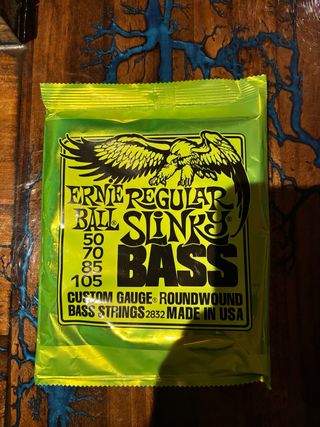 ERNIE BALL®
REGULAR SLINKY
50
70
85
105
BASS
CUSTOM GAUGE® ROUNDWOUND
BASS STRINGS 2832 MADE IN USA